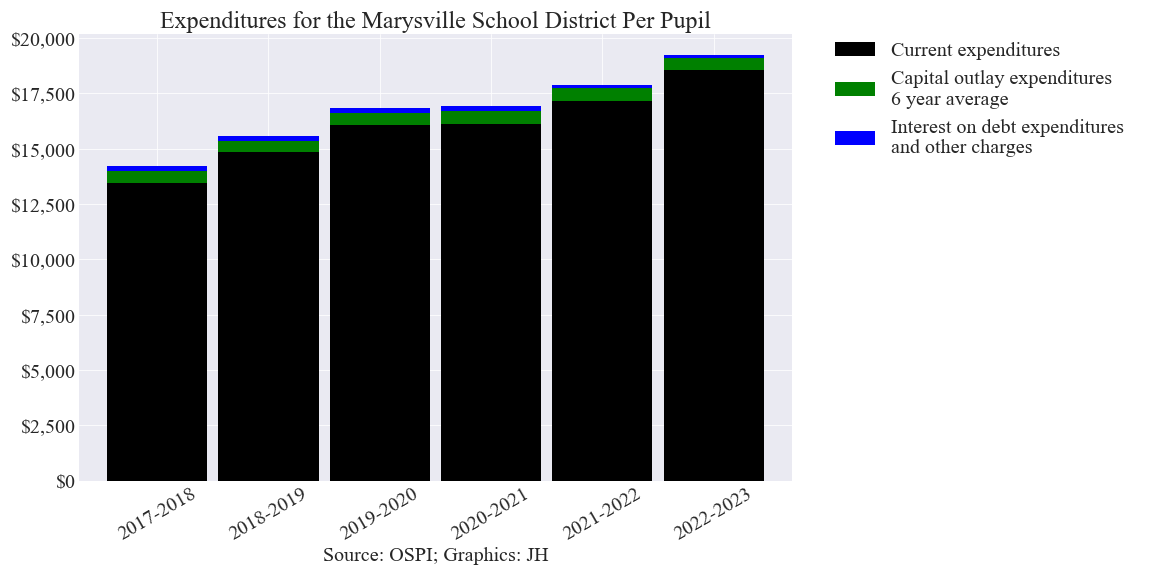 Expenditures for the Marysville School District Per Pupil
$20,000
$17,500
$15,000
$12,500
$10,000
$7,500
$5,000
$2,500
$0
2017-2018
2018-2019
2019-2020
2020-2021
2021-2022
2022-2023
Source: OSPI; Graphics: JH
Current expenditures
Capital outlay expenditures
6 year average
Interest on debt expenditures
and other charges